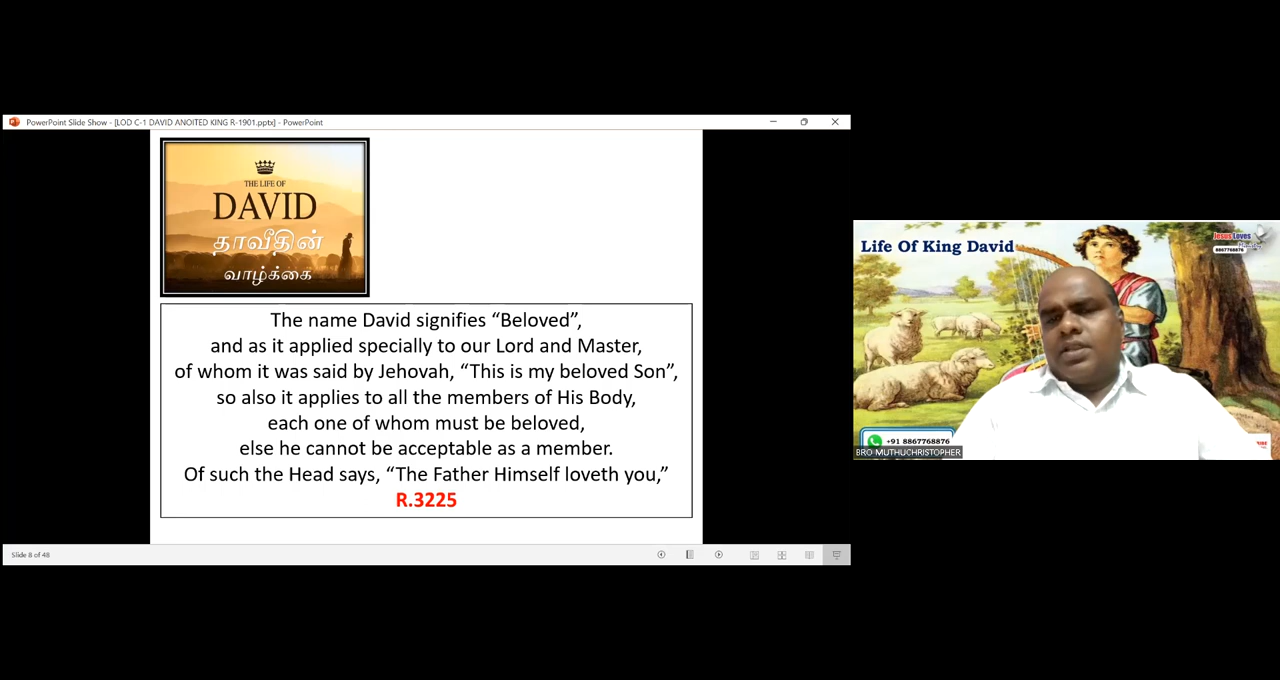 PowerPoint Slide Show - [LOD C-1 DAVID ANOITED KING R-1901.pptx] - PowerPoint
THE LIFE OF
DAVID
தாவீதின்
வாழ்க்கை
The name David signifies “Beloved”,
and as it applied specially to our Lord and Master,
of whom it was said by Jehovah, “This is my beloved Son”,
so also it applies to all the members of His Body,
each one of whom must be beloved,
else he cannot be acceptable as a member.
Of such the Head says, “The Father Himself loveth you,”
R.3225
Slide 8 of 48
Life Of King David
Jesus Loves
Ministry
8867768876
+91 8867768876
BRO MUTHUCHRISTOPHER